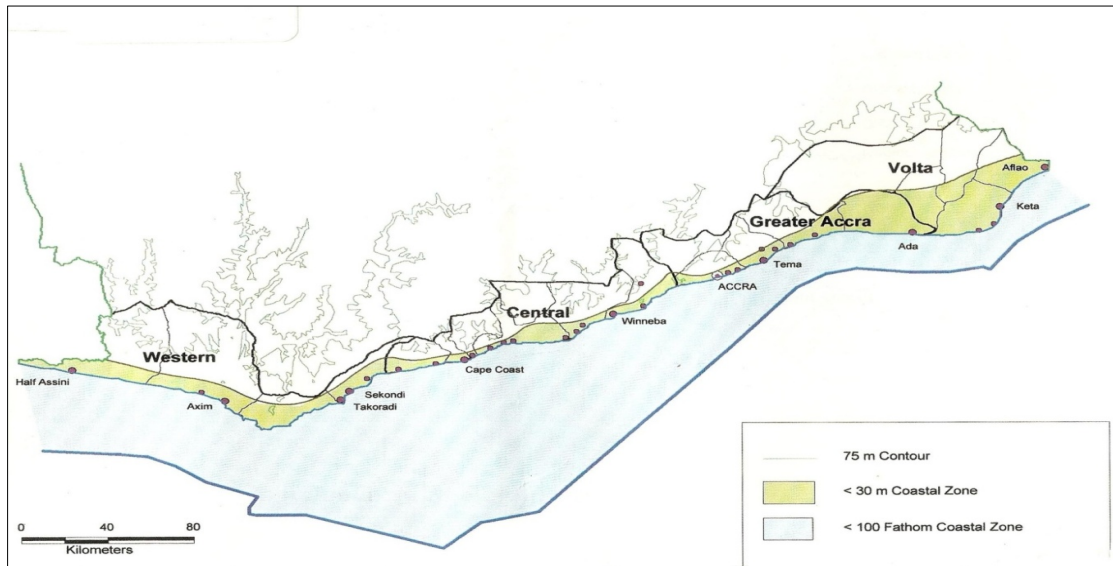 Volta
Aflao
Keta
Greater Accra
Ada
Tema
ACCRA
Central
Winneba
Western
Cape Coast
Half Assini
Sekondi
Axim
Takoradi
75 m Contour
< 30 m Coastal Zone
< 100 Fathom Coastal Zone
0 40 80
Kilometers